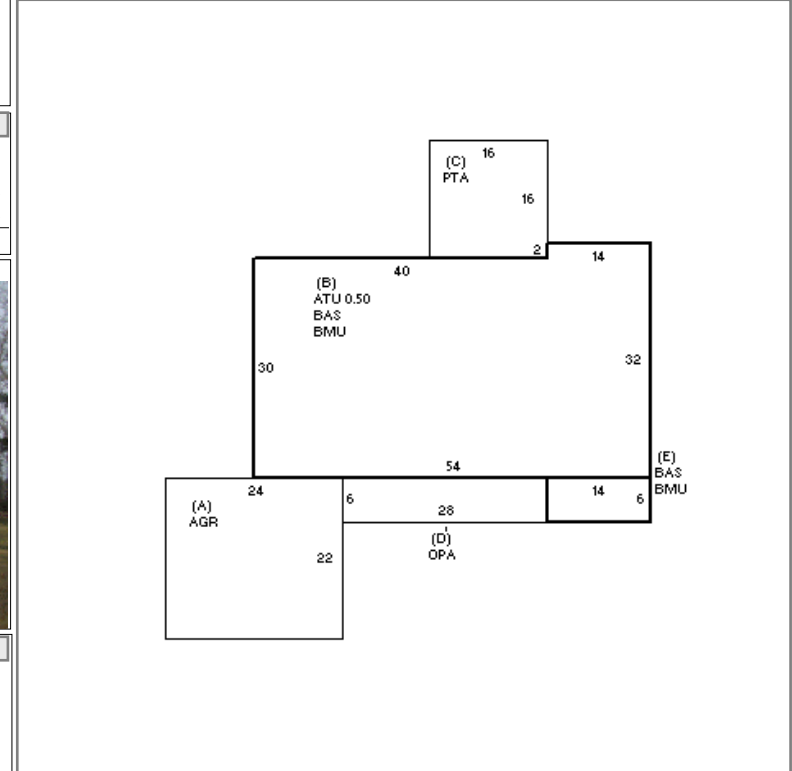 16
(C)
PTA
16
2
14
40
(B)
ATU 0.50
BAS
BMU
30
32
54
(E)
BAS
BMU
24
(A)
AGR
6
28
14
6
(D)
OPA
22